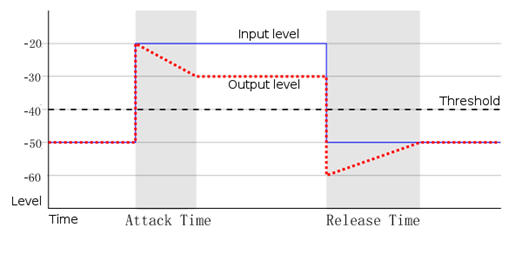 -20
Input level
-30
Output level
-40
Threshold
-50
-60
Level
Time
Attack Time
Release Time